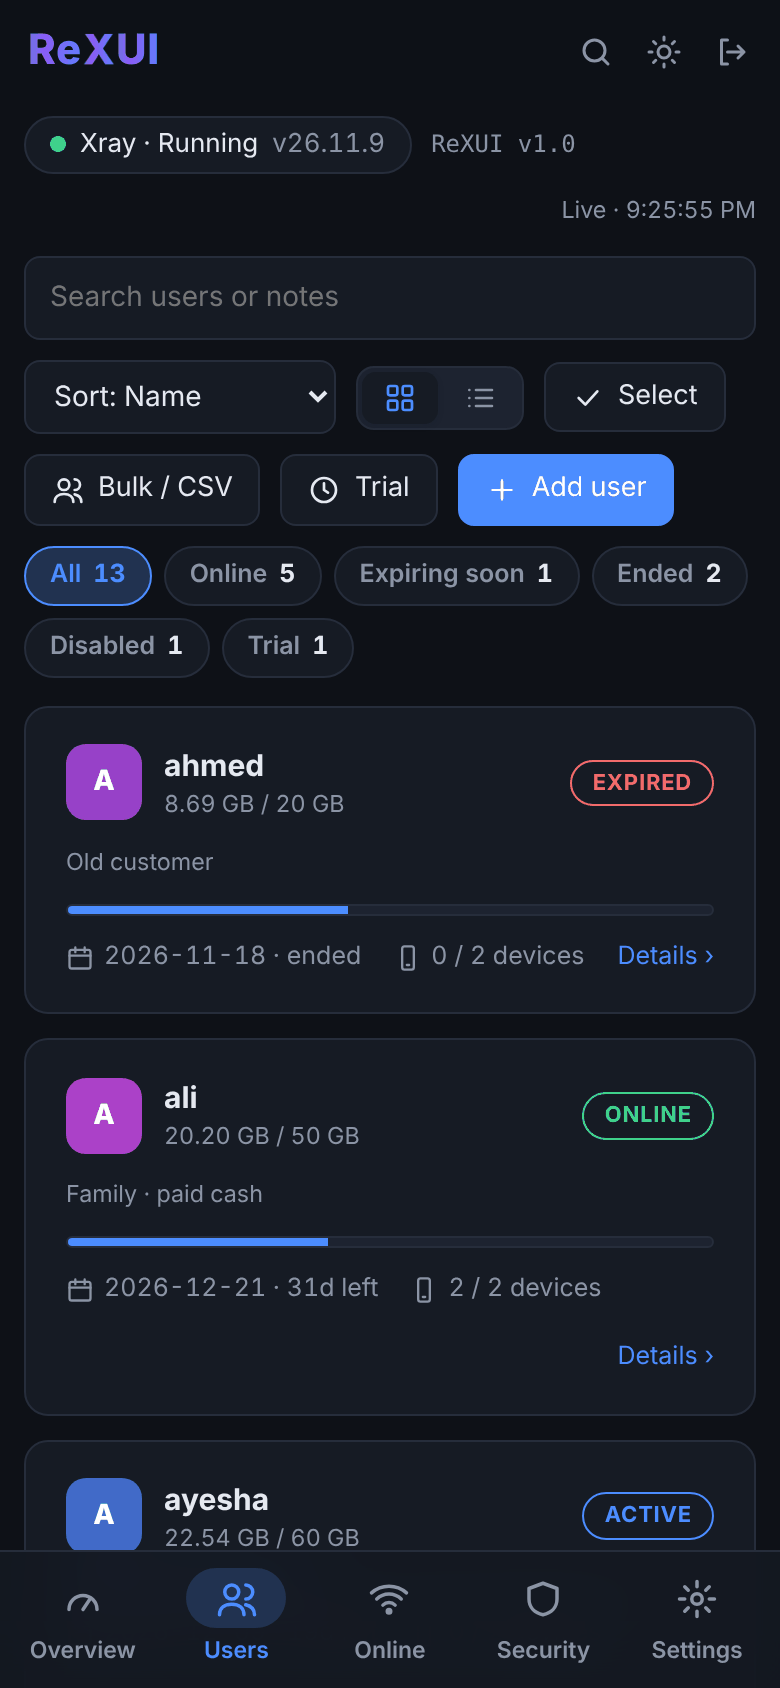 ReXUI
Xray · Running v26.11.9 ReXUI v1.0
Live · 9:25:55 PM
Search users or notes
Sort: Name Select
Bulk / CSV Trial Add user
All 13 Online 5 Expiring soon 1 Ended 2
Disabled 1 Trial 1
A ahmed EXPIRED
8.69 GB / 20 GB
Old customer
2026-11-18 · ended 0 / 2 devices Details ›
A ali ONLINE
20.20 GB / 50 GB
Family · paid cash
2026-12-21 · 31d left 2 / 2 devices
Details ›
A ayesha ACTIVE
22.54 GB / 60 GB
Overview Users Online Security Settings